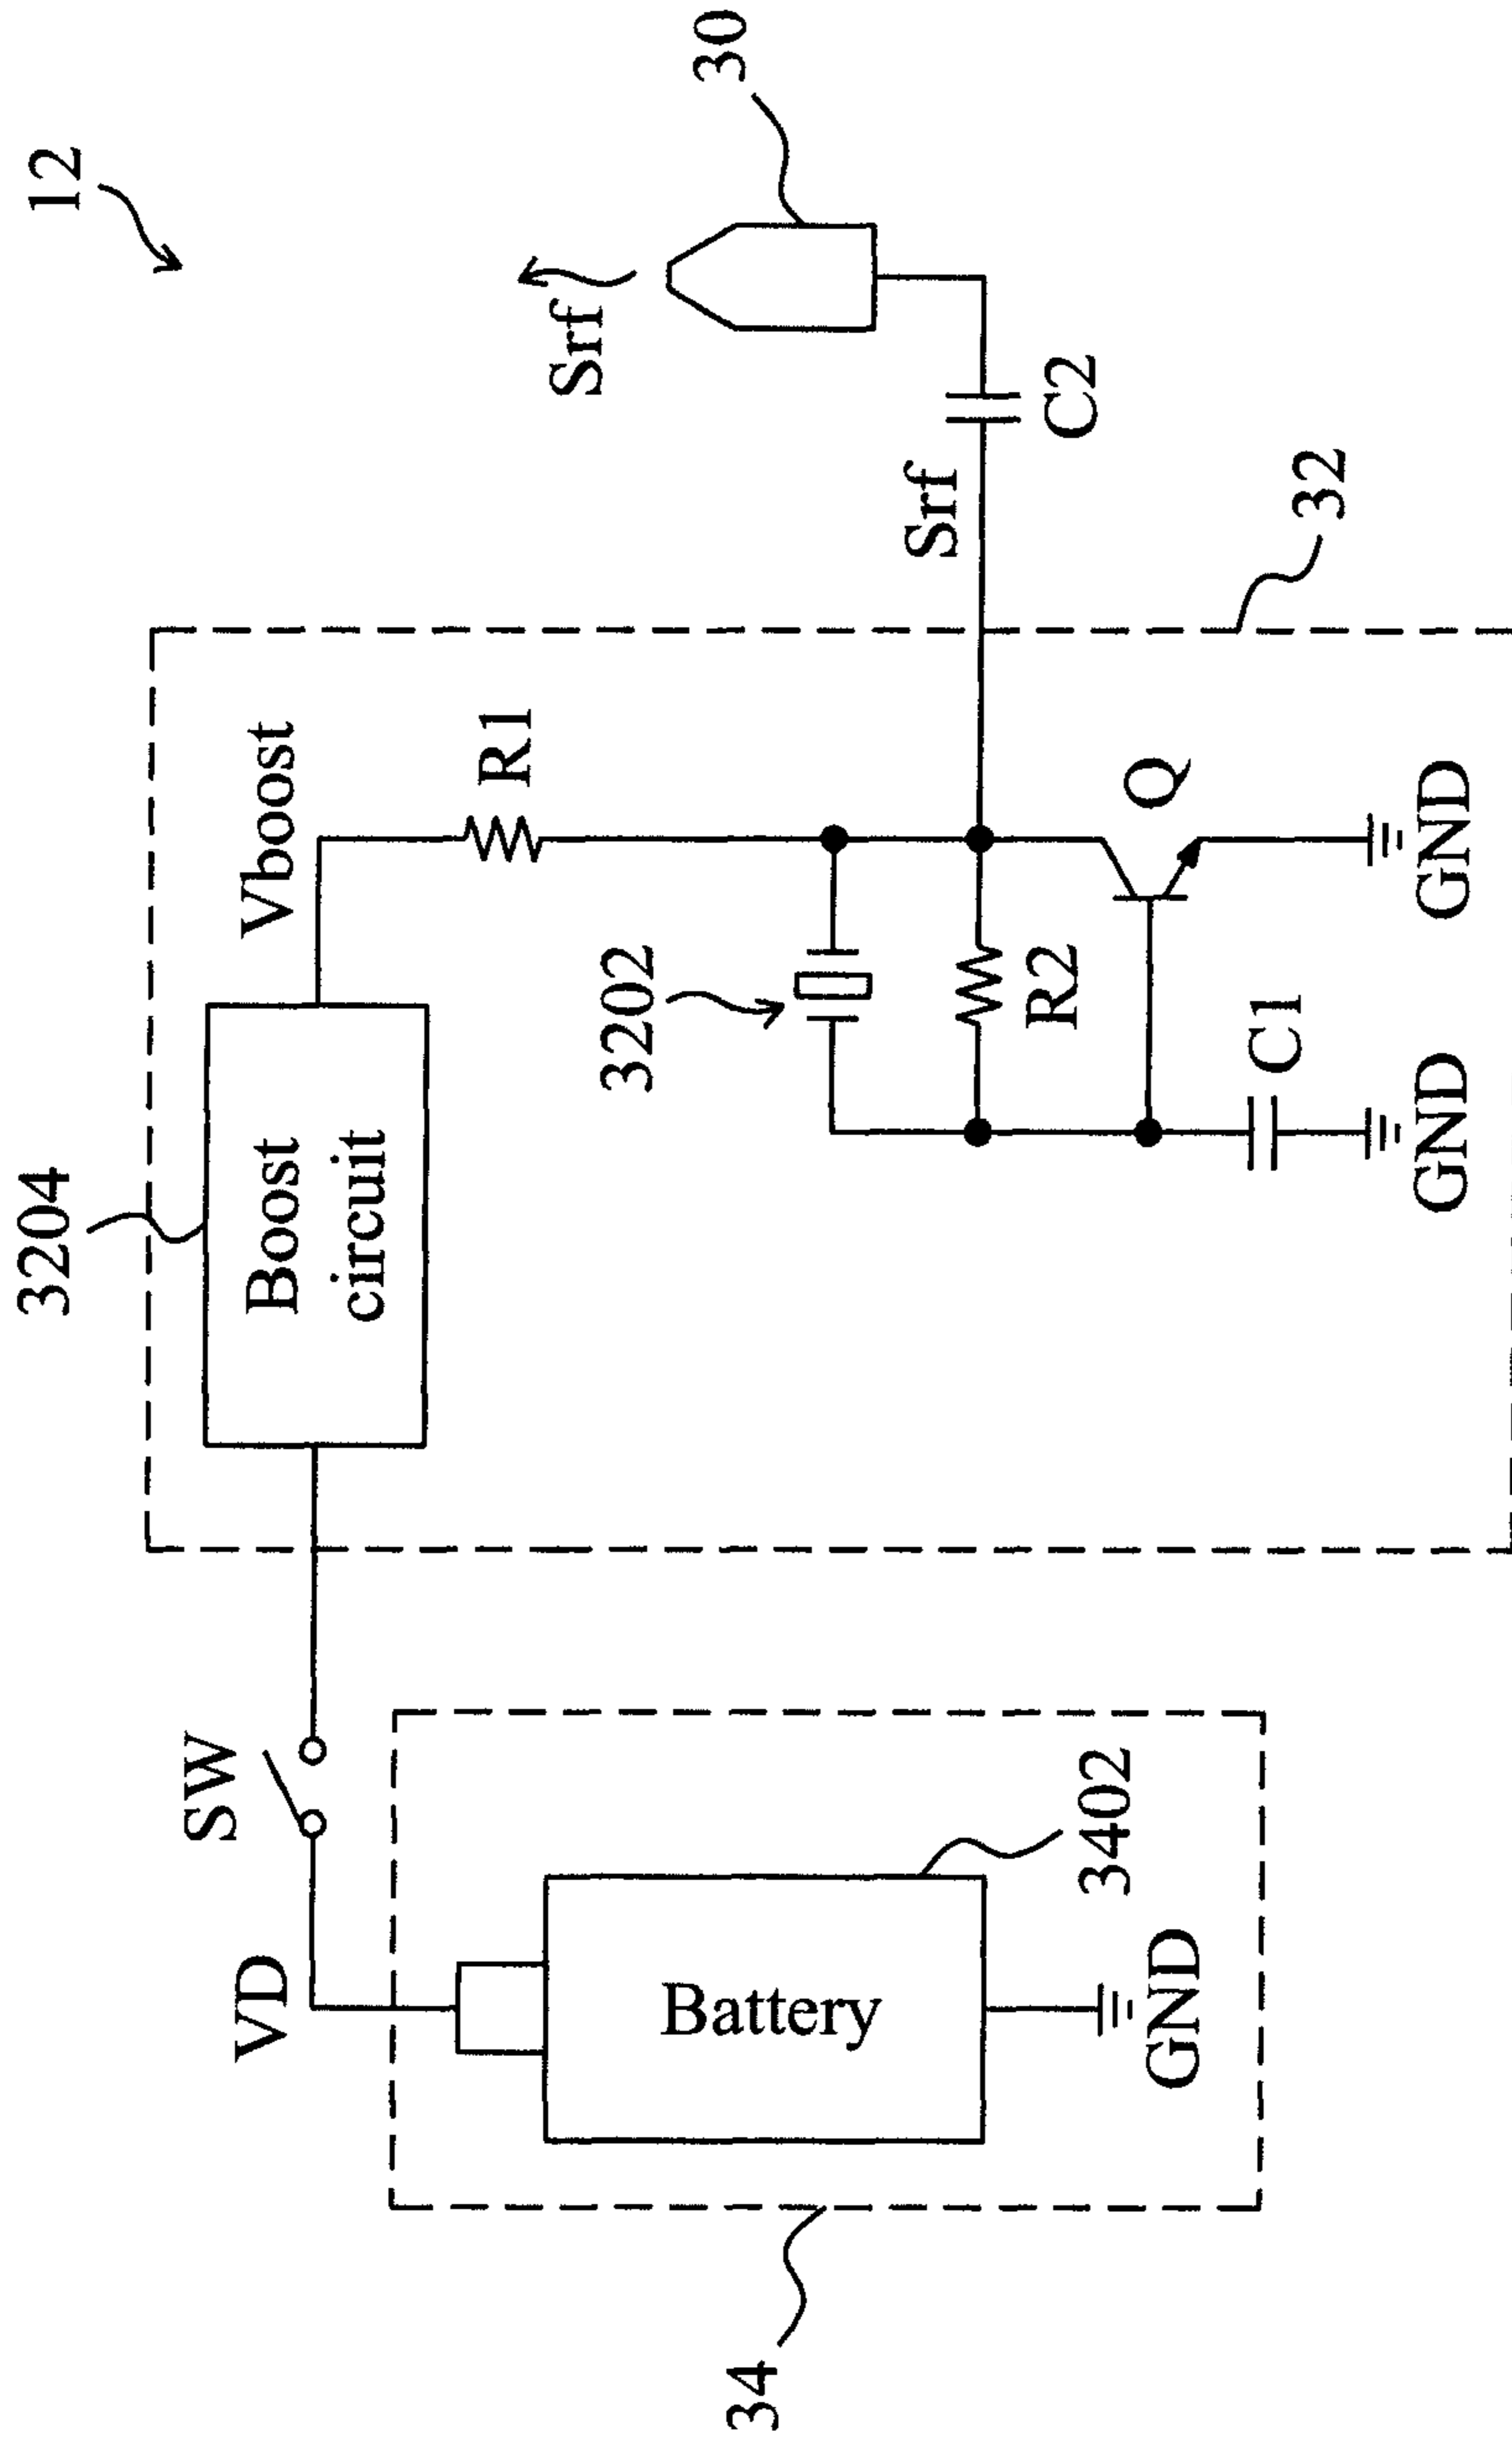 12
3204
Boost
circuit
Vboost
SW
VD
R1
Srf
30
3202
Srf
C2
R2
Q
C1
32
GND
GND
Battery
3402
GND
34